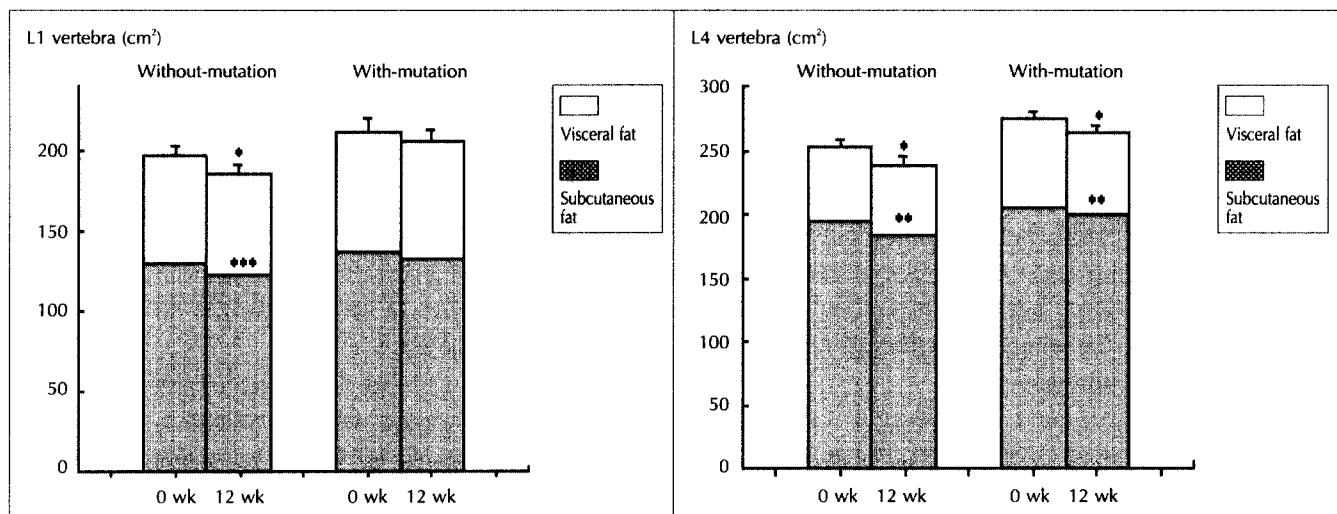 L1 vertebra (cm²)
Without-mutation
With-mutation
200
150
100
50
0
*
***
0 wk
12 wk
0 wk
12 wk
Visceral fat
Subcutaneous
fat
L4 vertebra (cm²)
Without-mutation
With-mutation
300
250
200
150
100
50
0
*
**
*
**
0 wk
12 wk
0 wk
12 wk
Visceral fat
Subcutaneous
fat